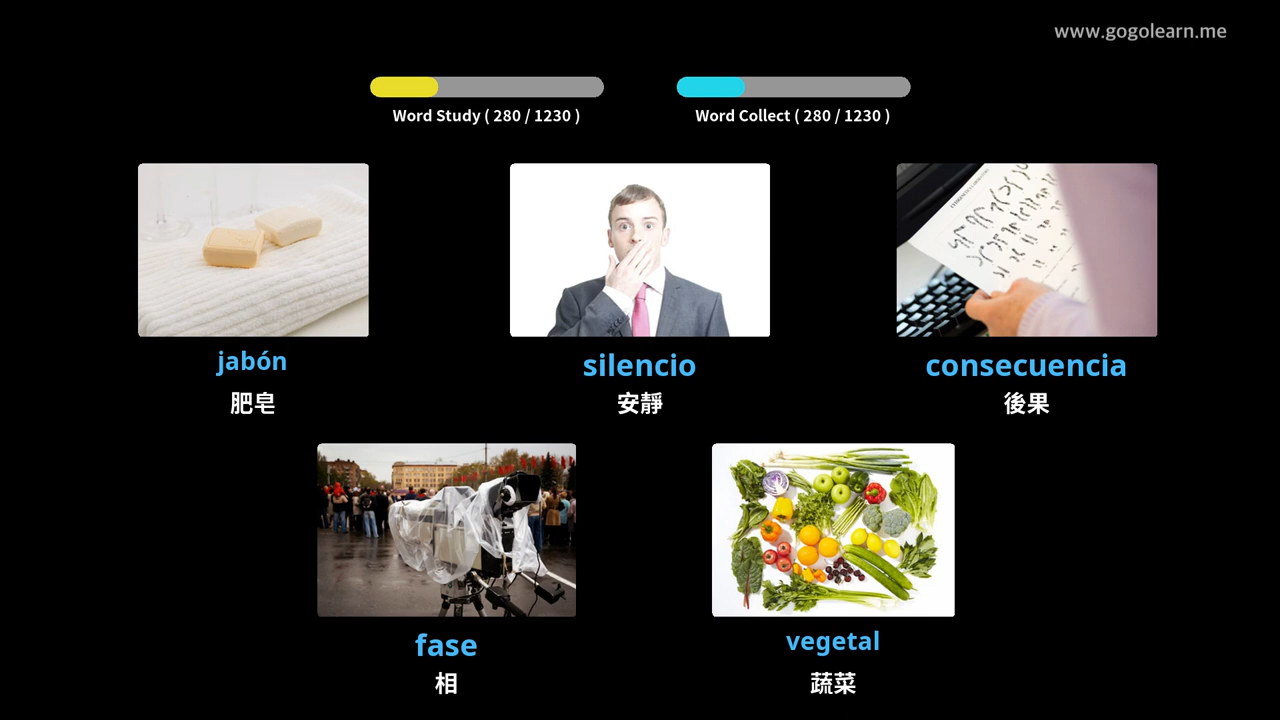 www.gogolearn.me
Word Study ( 280 / 1230 )
Word Collect ( 280 / 1230 )
jabón
肥皂
silencio
安靜
consecuencia
後果
fase
相
vegetal
蔬菜